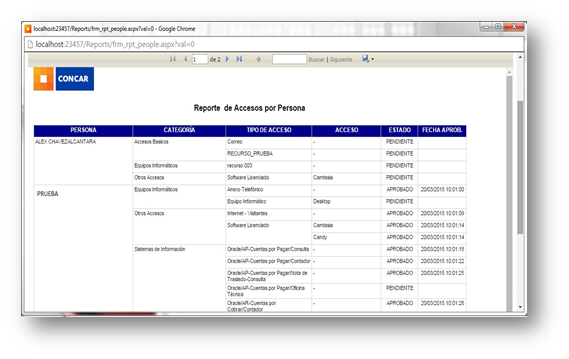 localhost:23457/Reports/frm_rpt_people.aspx?val=0 - Google Chrome
localhost:23457/Reports/frm_rpt_people.aspx?val=0
1 de 2 Buscar | Siguiente
CONCAR
Reporte de Accesos por Persona
PERSONA CATEGORÍA TIPO DE ACCESO ACCESO ESTADO FECHA APROB.
ALEX CHAVEZALCANTARA Accesos Basicos Correo - PENDIENTE
RECURSO_PRUEBA - PENDIENTE
Equipos Informáticos recurso 003 - PENDIENTE
Otros Accesos Software Licenciado Camtasia PENDIENTE
PRUEBA Equipos Informáticos Anexo Telefónico - APROBADO 20/03/2015 10:01:00
Equipo Informático Desktop PENDIENTE
Otros Accesos Internet - Visitantes - APROBADO 20/03/2015 10:01:09
Software Licenciado Camtasia APROBADO 20/03/2015 10:01:14
Candy APROBADO 20/03/2015 10:01:14
Sistemas de Información Oracle/AP-Cuentas por Pagar/Consulta - APROBADO 20/03/2015 10:01:18
Oracle/AP-Cuentas por Pagar/Contador - APROBADO 20/03/2015 10:01:22
Oracle/AP-Cuentas por Pagar/Nota de - APROBADO 20/03/2015 10:01:25
Traslado-Consulta
Oracle/AP-Cuentas por Pagar/Oficina - PENDIENTE
Técnica
Oracle/AR-Cuentas por - APROBADO 20/03/2015 10:01:28
Cobrar/Contador